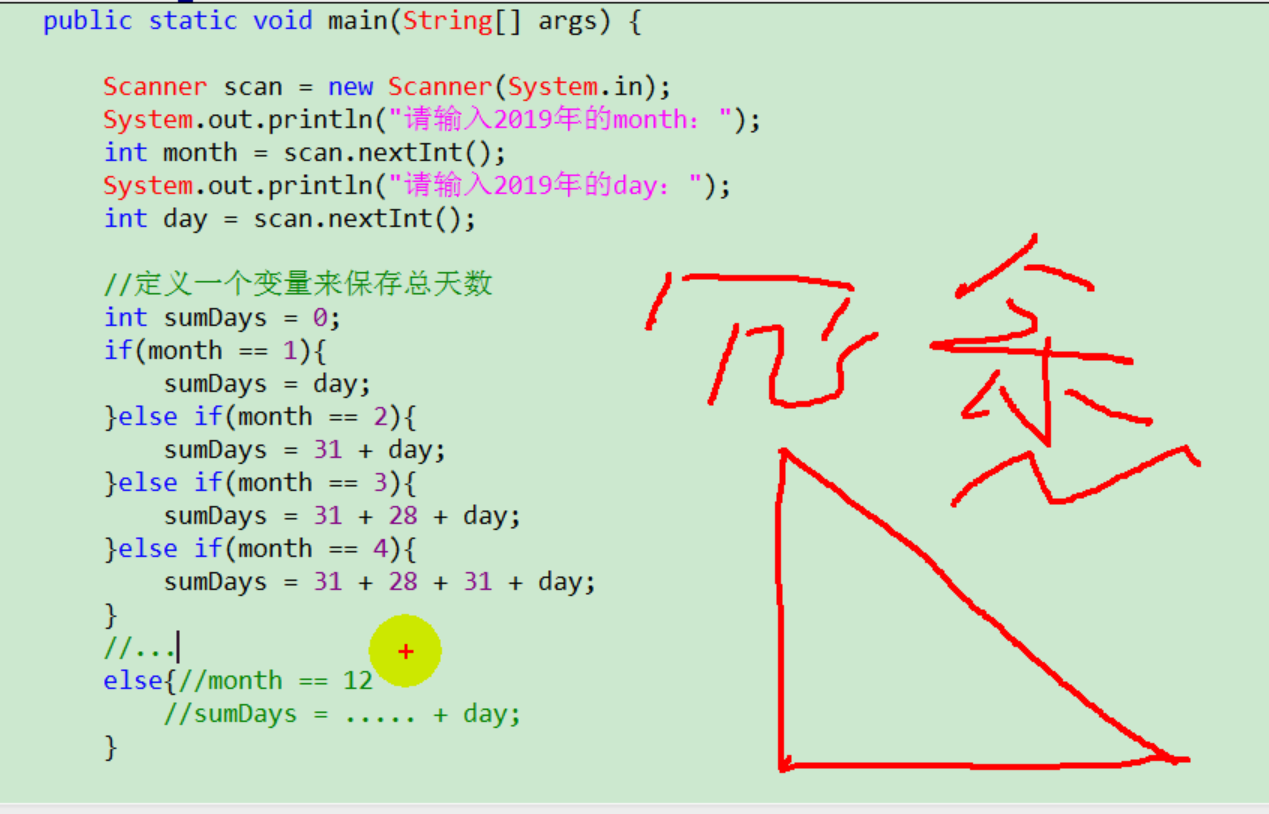 public static void main(String[] args) {
Scanner scan = new Scanner(System.in);
System.out.println("请输入2019年的month：");
int month = scan.nextInt();
System.out.println("请输入2019年的day：");
int day = scan.nextInt();
//定义一个变量来保存总天数
int sumDays = 0;
if(month == 1){
sumDays = day;
}else if(month == 2){
sumDays = 31 + day;
}else if(month == 3){
sumDays = 31 + 28 + day;
}else if(month == 4){
sumDays = 31 + 28 + 31 + day;
}
//...
else{//month == 12
//sumDays = ..... + day;
}
冗余